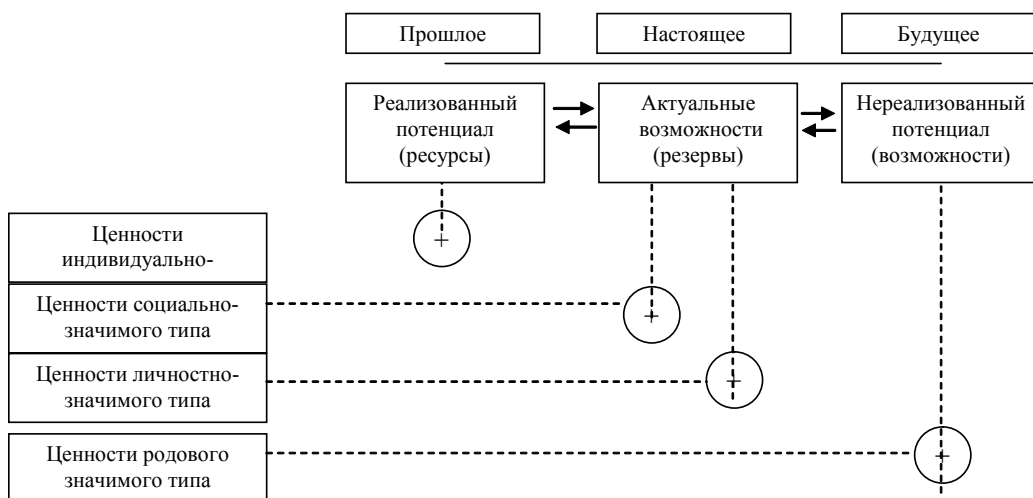 Прошлое
Настоящее
Будущее
Реализованный
потенциал
(ресурсы)
Актуальные
возможности
(резервы)
Нереализованный
потенциал
(возможности)
Ценности
индивидуально-
Ценности социально-
значимого типа
Ценности личностно-
значимого типа
Ценности родового
значимого типа